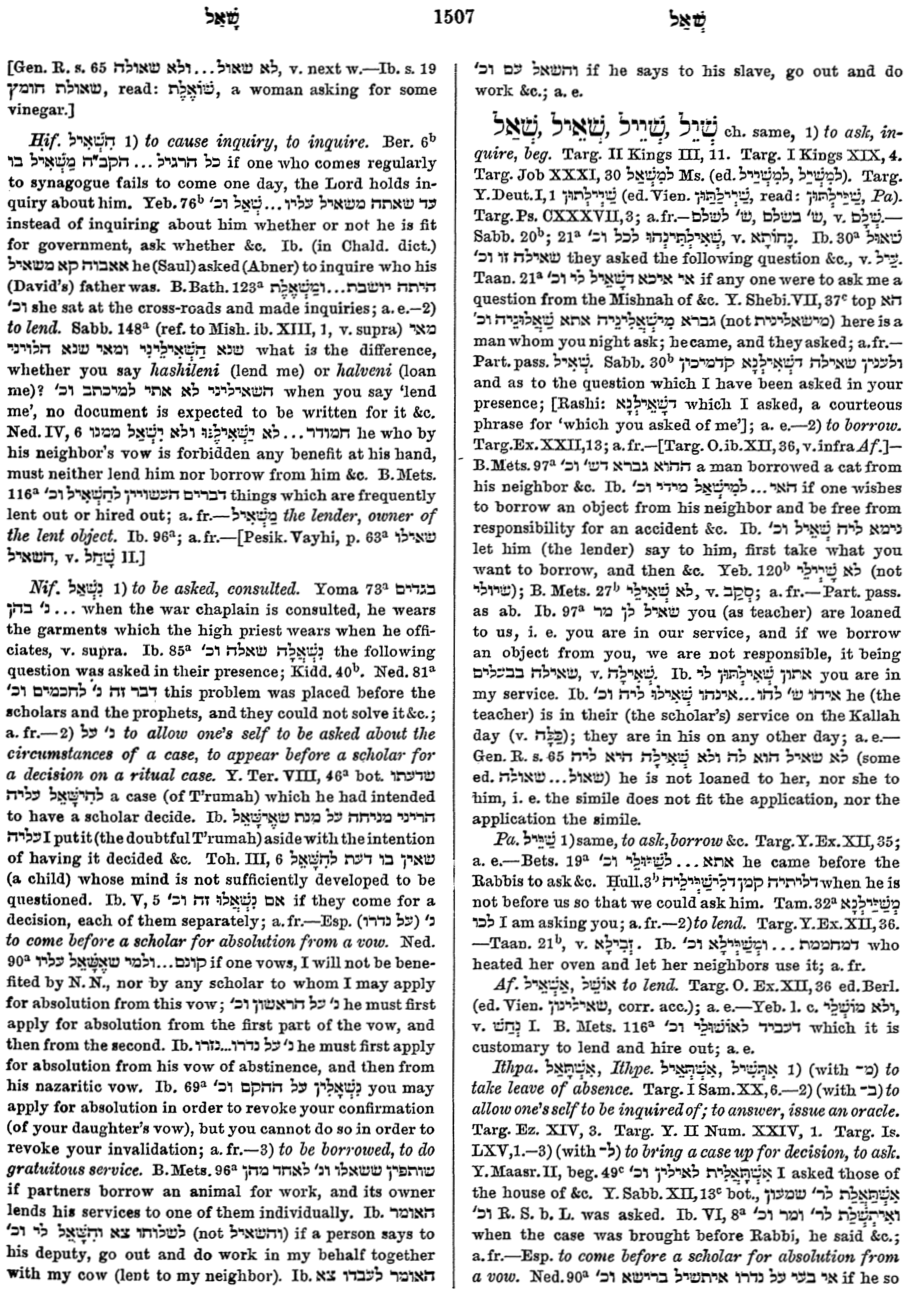 שָׁאַל 1507 שְׁאַל
[Gen. R. s. 65 לא שאול...ולא שאולה, v. next w.—Ib. s. 19
שאולת חומץ, read: שׁוֹאֶלֶת, a woman asking for some
vinegar.]
Hif. הִשְׁאִיל 1) to cause inquiry, to inquire. Ber. 6ᵇ
כל הרגיל ... הקב״ה מַשְׁאִיל בו if one who comes regularly
to synagogue fails to come one day, the Lord holds in-
quiry about him. Yeb. 76ᵇ עד שאתה משאיל עליו...שְׁאַל וכ׳
instead of inquiring about him whether or not he is fit
for government, ask whether &c. Ib. (in Chald. dict.)
אאבוה קא משאיל he (Saul) asked (Abner) to inquire who his
(David's) father was. B. Bath. 123ᵃ היתה יושבת...ומַשְׁאֶלֶת
וכ׳ she sat at the cross-roads and made inquiries; a. e.—2)
to lend. Sabb. 148ᵃ (ref. to Mish. ib. XIII, 1, v. supra) מאי
שנא הַשְׁאִילֵינִי ומאי שנא הלויני what is the difference,
whether you say hashileni (lend me) or halveni (loan
me)? השאילני לא אתי למיכתב וכ׳ when you say 'lend
me', no document is expected to be written for it &c.
Ned. IV, 6 המודר...לא יַשְׁאִילֶנּוּ ולא יִשְׁאַל ממנו he who by
his neighbor's vow is forbidden any benefit at his hand,
must neither lend him nor borrow from him &c. B. Mets.
116ᵃ דברים העשויין להַשְׁאִיל וכ׳ things which are frequently
lent out or hired out; a. fr.—מַשְׁאִיל the lender, owner of
the lent object. Ib. 96ᵃ; a. fr.—[Pesik. Vayhi, p. 63ᵃ שאילו
השאיל, v. שָׁחַל II.]
Nif. נִשְׁאַל 1) to be asked, consulted. Yoma 73ᵃ בגדים
... נ׳ בהן when the war chaplain is consulted, he wears
the garments which the high priest wears when he offi-
ciates, v. supra. Ib. 85ᵃ נִשְׁאֲלָה שאלה וכ׳ the following
question was asked in their presence; Kidd. 40ᵇ. Ned. 81ᵃ
דבר זה נ׳ לחכמים וכ׳ this problem was placed before the
scholars and the prophets, and they could not solve it &c.;
a. fr.—2) נ׳ על to allow one's self to be asked about the
circumstances of a case, to appear before a scholar for
a decision on a ritual case. Y. Ter. VIII, 46ᵃ bot. שדעתו
להִישָּׁאֵל עליה a case (of T'rumah) which he had intended
to have a scholar decide. Ib. הריני מניחה על מנת שאֶישָּׁאֵל
עליה I put it (the doubtful T'rumah) aside with the intention
of having it decided &c. Toh. III, 6 שאין בו דעת להִשָּׁאֵל
(a child) whose mind is not sufficiently developed to be
questioned. Ib. V, 5 אם נִשְׁאֲלוּ זה וכ׳ if they come for a
decision, each of them separately; a. fr.—Esp. נ׳ (על נדרו)
to come before a scholar for absolution from a vow. Ned.
90ᵃ קונם...ולמי שאֶשָּׁאֵל עליו if one vows, I will not be bene-
fited by N. N., nor by any scholar to whom I may apply
for absolution from this vow; נ׳ על הראשון וכ׳ he must first
apply for absolution from the first part of the vow, and
then from the second. Ib. נ׳ על נדרו...נזרו he must first apply
for absolution from his vow of abstinence, and then from
his nazaritic vow. Ib. 69ᵃ נִשְׁאָלִין על ההקם וכ׳ you may
apply for absolution in order to revoke your confirmation
(of your daughter's vow), but you cannot do so in order to
revoke your invalidation; a. fr.—3) to be borrowed, to do
gratuitous service. B. Mets. 96ᵃ שותפין ששאלו ונ׳ לאחד מהן
if partners borrow an animal for work, and its owner
lends his services to one of them individually. Ib. האומר
לשלוחו צא והִשָּׁאֵל לי וכ׳ (not והשאיל) if a person says to
his deputy, go out and do work in my behalf together
with my cow (lent to my neighbor). Ib. האומר לעבדו צא
והשאל עם וכ׳ if he says to his slave, go out and do
work &c.; a. e.
שְׁאַל, שְׁאֵיל, שְׁיֵיל, שֵׁיל ch. same, 1) to ask, in-
quire, beg. Targ. II Kings III, 11. Targ. I Kings XIX, 4.
Targ. Job XXXI, 30 למִשְׁאַל Ms. (ed. למִשְׁיֵיל, למִשְׁיַּל). Targ.
Y. Deut. I, 1 שְׁיֵילְתּוּן (ed. Vien. שְׁיֵילְתּוּן, read: שַׁיֵּילְתּוּן, Pa).
Targ. Ps. CXXXVII, 3; a. fr.—ש׳ בשלם, ש׳ לשלם, v. שְׁלָם.—
Sabb. 20ᵇ; 21ᵃ שְׁאֵילְתִּינְהוּ לכל וכ׳, v. נְחוֹתָא. Ib. 30ᵃ שאול
שאילה זו וכ׳ they asked the following question &c., v. עֵיל.
Taan. 21ᵃ אי איכא דשָׁאֵיל לי וכ׳ if any one were to ask me a
question from the Mishnah of &c. Y. Shebi. VII, 37ᶜ top הא
גברא מִישְׁאֲלִינֵיהּ אתא שַׁאֲלוּנֵיהּ וכ׳ (not מישאלינית) here is a
man whom you night ask; he came, and they asked; a. fr.—
Part. pass. שְׁאִיל. Sabb. 30ᵇ ולענין שאילת דשְׁאִילְנָא קדמיכון
and as to the question which I have been asked in your
presence; [Rashi: דשָׁאֵילְנָא which I asked, a courteous
phrase for 'which you asked of me']; a. e.—2) to borrow.
Targ. Ex. XXII, 13; a. fr.—[Targ. O. ib. XII, 36, v. infra Af.]—
B. Mets. 97ᵃ ההוא גברא דש׳ וכ׳ a man borrowed a cat from
his neighbor &c. Ib. האי...למִישְׁאַל מידי וכ׳ if one wishes
to borrow an object from his neighbor and be free from
responsibility for an accident &c. Ib. נימא ליה שְׁאֵיל וכ׳
let him (the lender) say to him, first take what you
want to borrow, and then &c. Yeb. 120ᵇ לא שָׁיְילֵי (not
שיולי); B. Mets. 27ᵇ לא שָׁאֵילֵי, v. סְקַב; a. fr.—Part. pass.
as ab. Ib. 97ᵃ שאיל לן מר you (as teacher) are loaned
to us, i. e. you are in our service, and if we borrow
an object from you, we are not responsible, it being
שאילה בבעלים, v. שְׁאֵילָה. Ib. אתון שְׁאִילְתּוּן לי you are in
my service. Ib. איהו ש׳ להו...אינהו שְׁאִילוּ ליה וכ׳ he (the
teacher) is in their (the scholar's) service on the Kallah
day (v. כַּלָּה); they are in his on any other day; a. e.—
Gen. R. s. 65 לא שאיל הוא לה ולא שְׁאִילָה היא ליה (some
ed. שאול...שאולה) he is not loaned to her, nor she to
him, i. e. the simile does not fit the application, nor the
application the simile.
Pa. שַׁיֵּיל 1) same, to ask, borrow &c. Targ. Y. Ex. XII, 35;
a. e.—Bets. 19ᵃ אתא ... לשַׁיּוּלֵי וכ׳ he came before the
Rabbis to ask &c. Hull. 3ᵇ דליתיה קמן דלישַׁיְּילֵיהּ when he is
not before us so that we could ask him. Tam. 32ᵃ מְשַׁיֵּילְנָא
לכו I am asking you; a. fr.—2) to lend. Targ. Y. Ex. XII, 36.
—Taan. 21ᵇ, v. זְבִילָא. Ib. דמחממת ... ומְשַׁיְּילָא וכ׳ who
heated her oven and let her neighbors use it; a. fr.
Af. אוֹשֵׁל, אַשְׁאֵיל to lend. Targ. O. Ex. XII, 36 ed. Berl.
(ed. Vien. שאילינון, corr. acc.); a. e.—Yeb. l. c. ולא מוֹשְׁלֵי,
v. נְחַשׁ I. B. Mets. 116ᵃ דעביד לאוֹשׁוּלֵי וכ׳ which it is
customary to lend and hire out; a. e.
Ithpa. אִשְׁתָּאַל, Ithpe. אִשְׁתְּאֵיל, אִתְּשִׁיל 1) (with מ־) to
take leave of absence. Targ. I Sam. XX, 6.—2) (with ב־) to
allow one's self to be inquired of; to answer, issue an oracle.
Targ. Ez. XIV, 3. Targ. Y. II Num. XXIV, 1. Targ. Is.
LXV, 1.—3) (with ל־) to bring a case up for decision, to ask.
Y. Maasr. II, beg. 49ᶜ אִשְׁתָּאֲלִית לאילין וכ׳ I asked those of
the house of &c. Y. Sabb. XII, 13ᶜ bot., אִשְׁתַּאֲלַת לר׳ שמעון
וכ׳ R. S. b. L. was asked. Ib. VI, 8ᵃ ואִיתְשְׁלַת לר׳ ומר וכ׳
when the case was brought before Rabbi, he said &c.;
a. fr.—Esp. to come before a scholar for absolution from
a vow. Ned. 90ᵃ אי בעי על נדרו איתשיל ברישא וכ׳ if he so